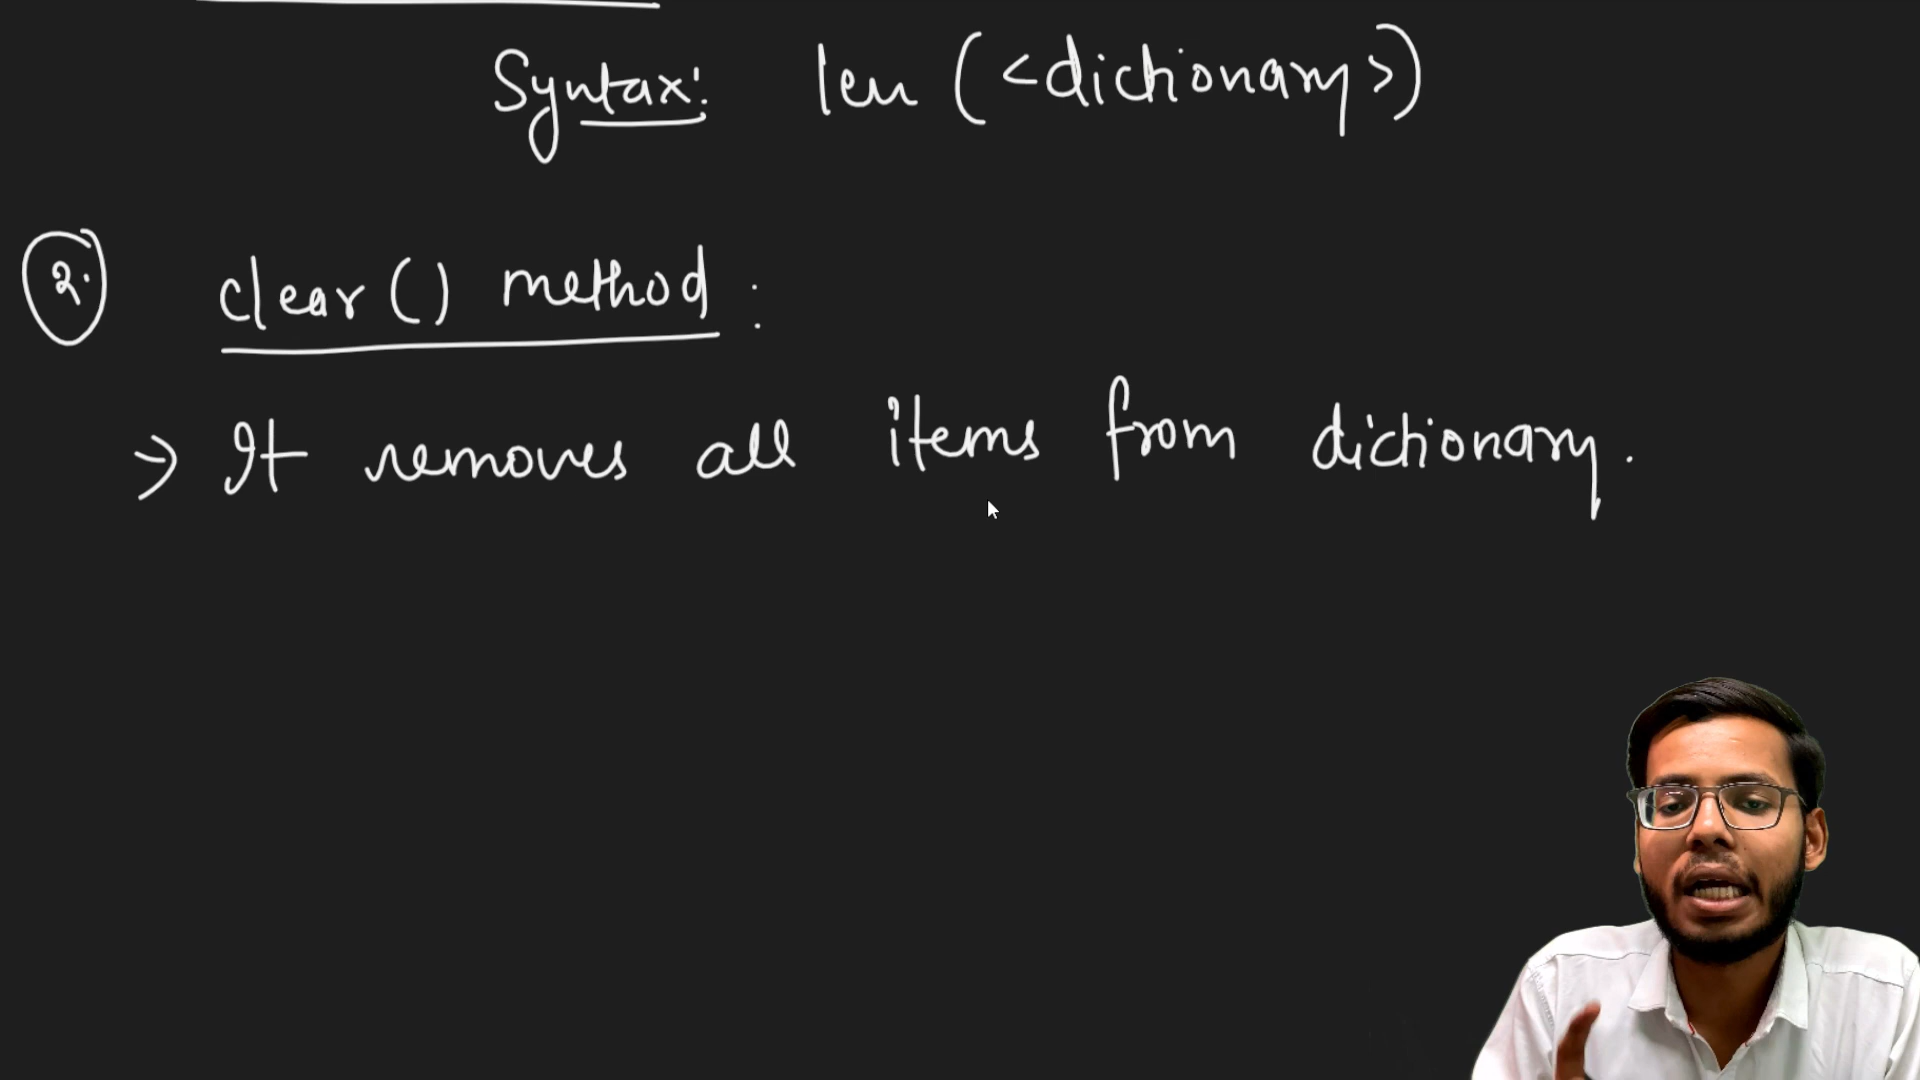 Syntax: len (<dictionary>)
2. clear () method :
→ It removes all items from dictionary.